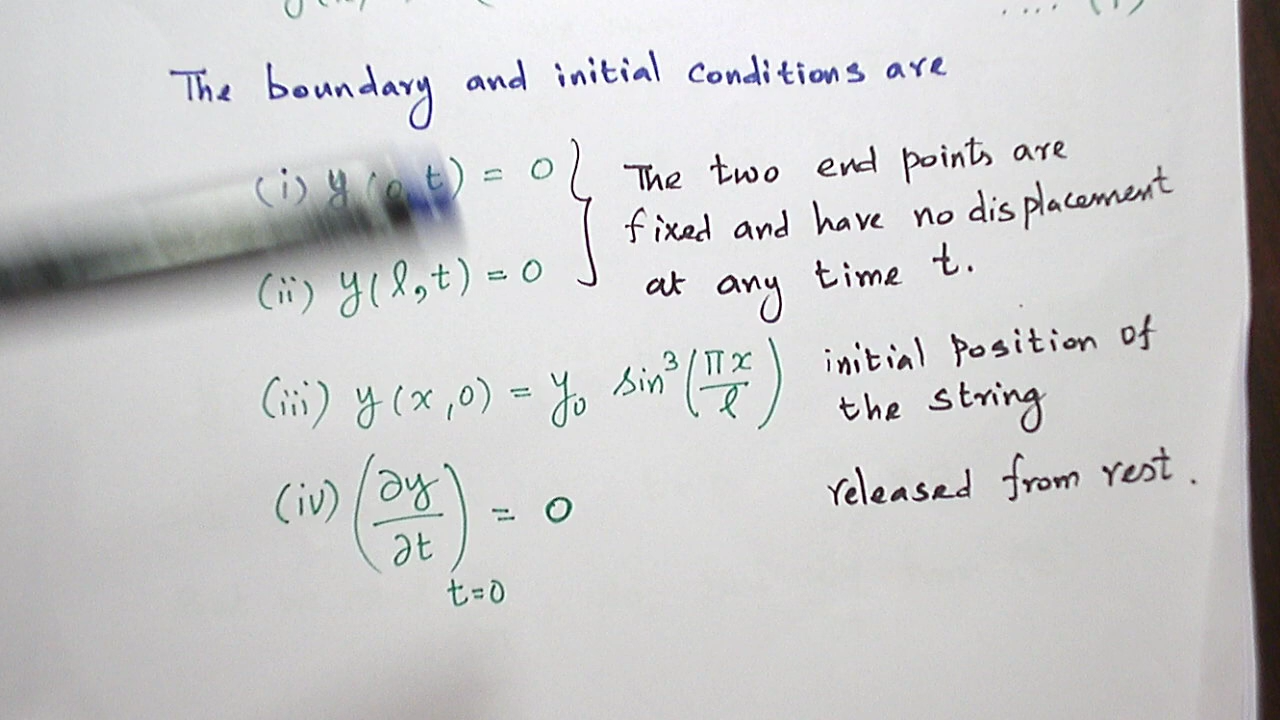 The boundary and initial conditions are
(i) y(0,t) = 0 } The two end points are
fixed and have no displacement
(ii) y(l,t) = 0 at any time t.
(iii) y(x,0) = y₀ sin³(πx/l) initial position of
the string
(iv) (∂y/∂t)t=0 = 0 released from rest.